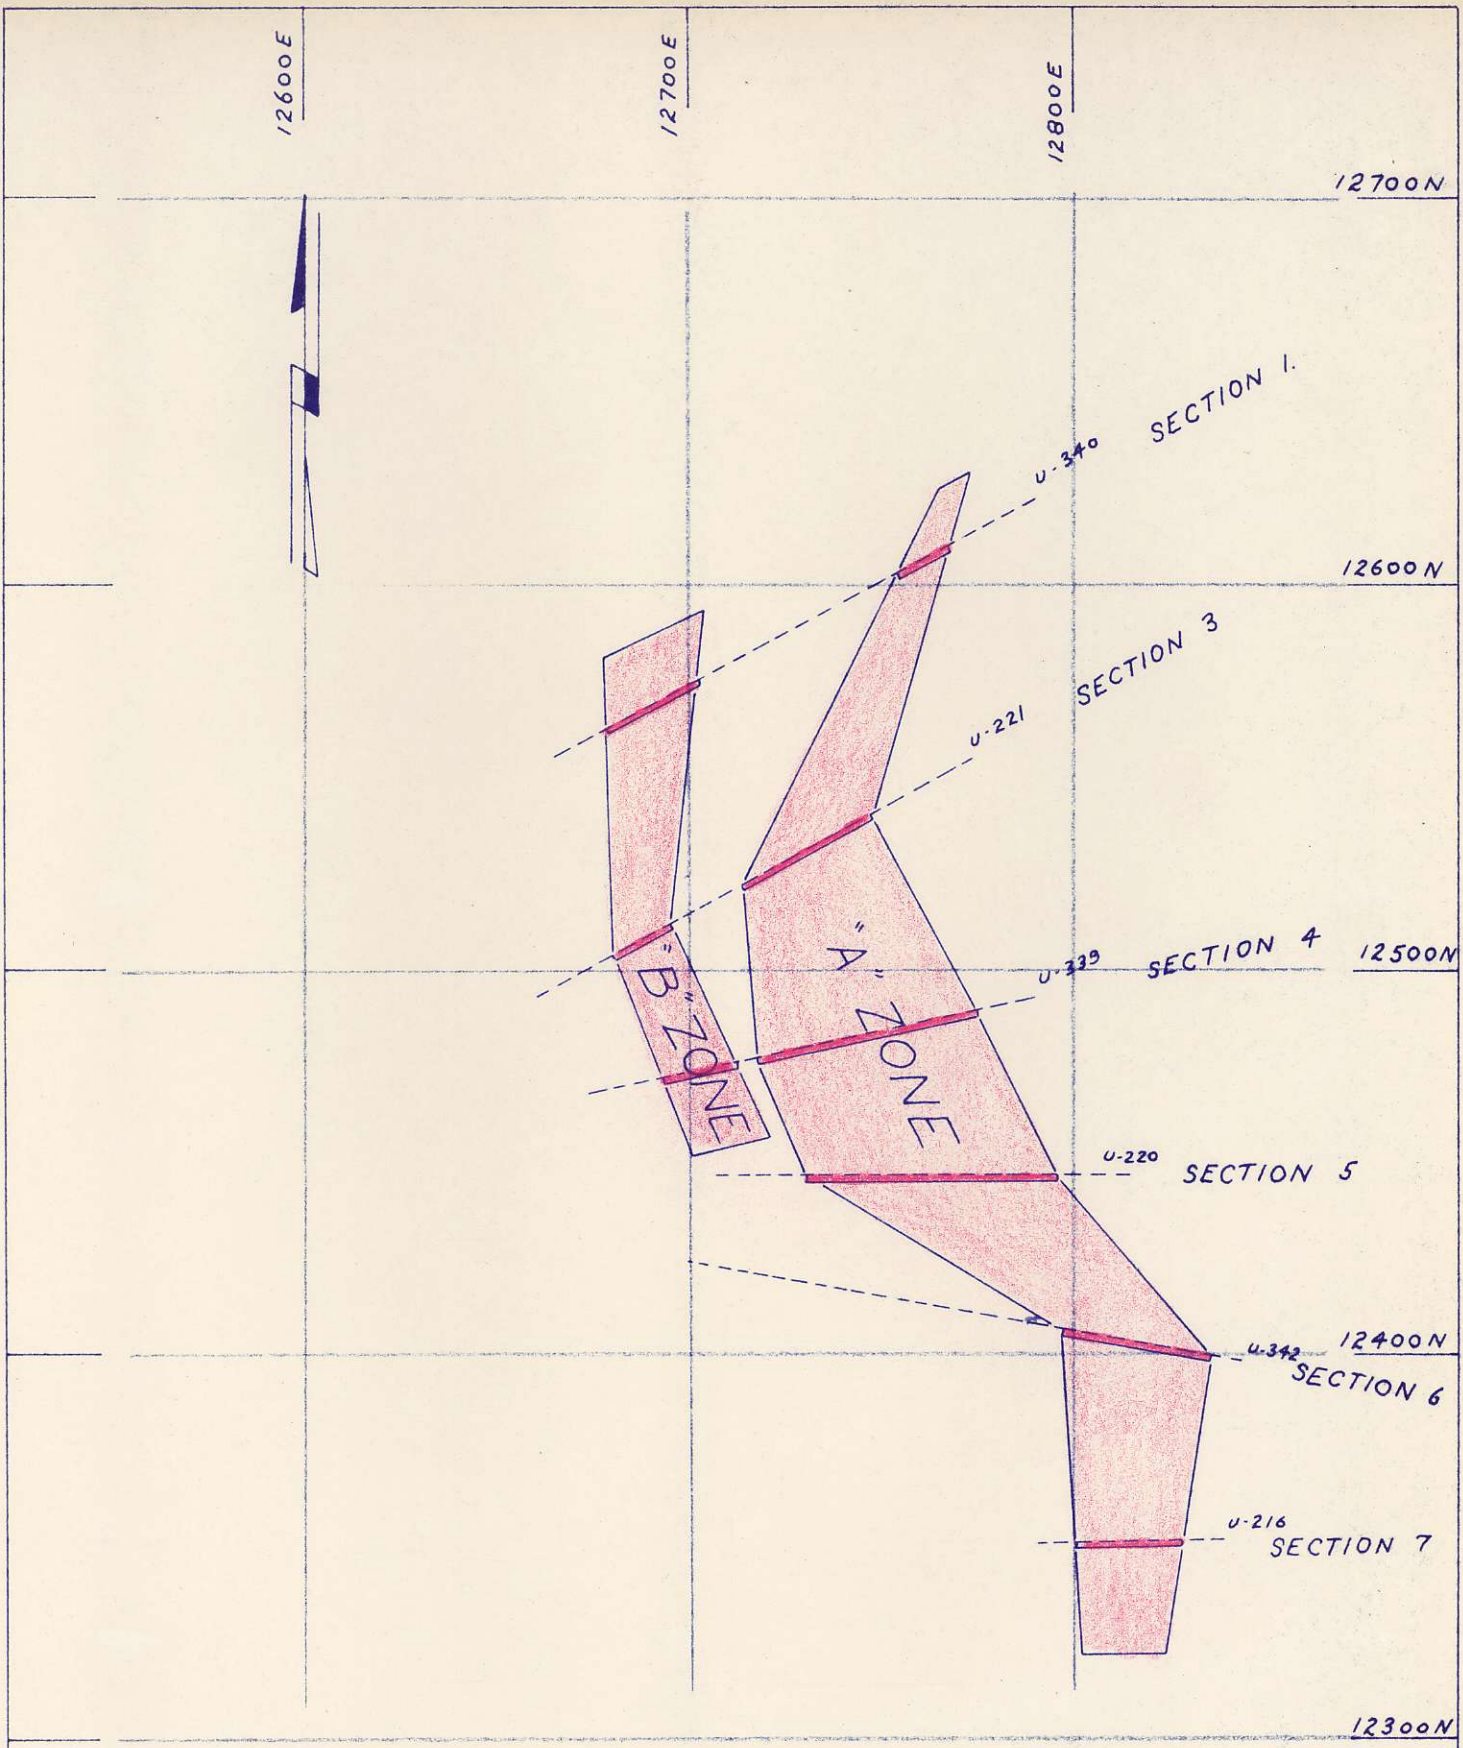 12600E
12700E
12800E
12700N
U-340 SECTION 1.
12600N
U-221 SECTION 3
"A" ZONE
"B" ZONE
U-339 SECTION 4
12500N
U-220 SECTION 5
12400N
U-342 SECTION 6
U-216 SECTION 7
12300N